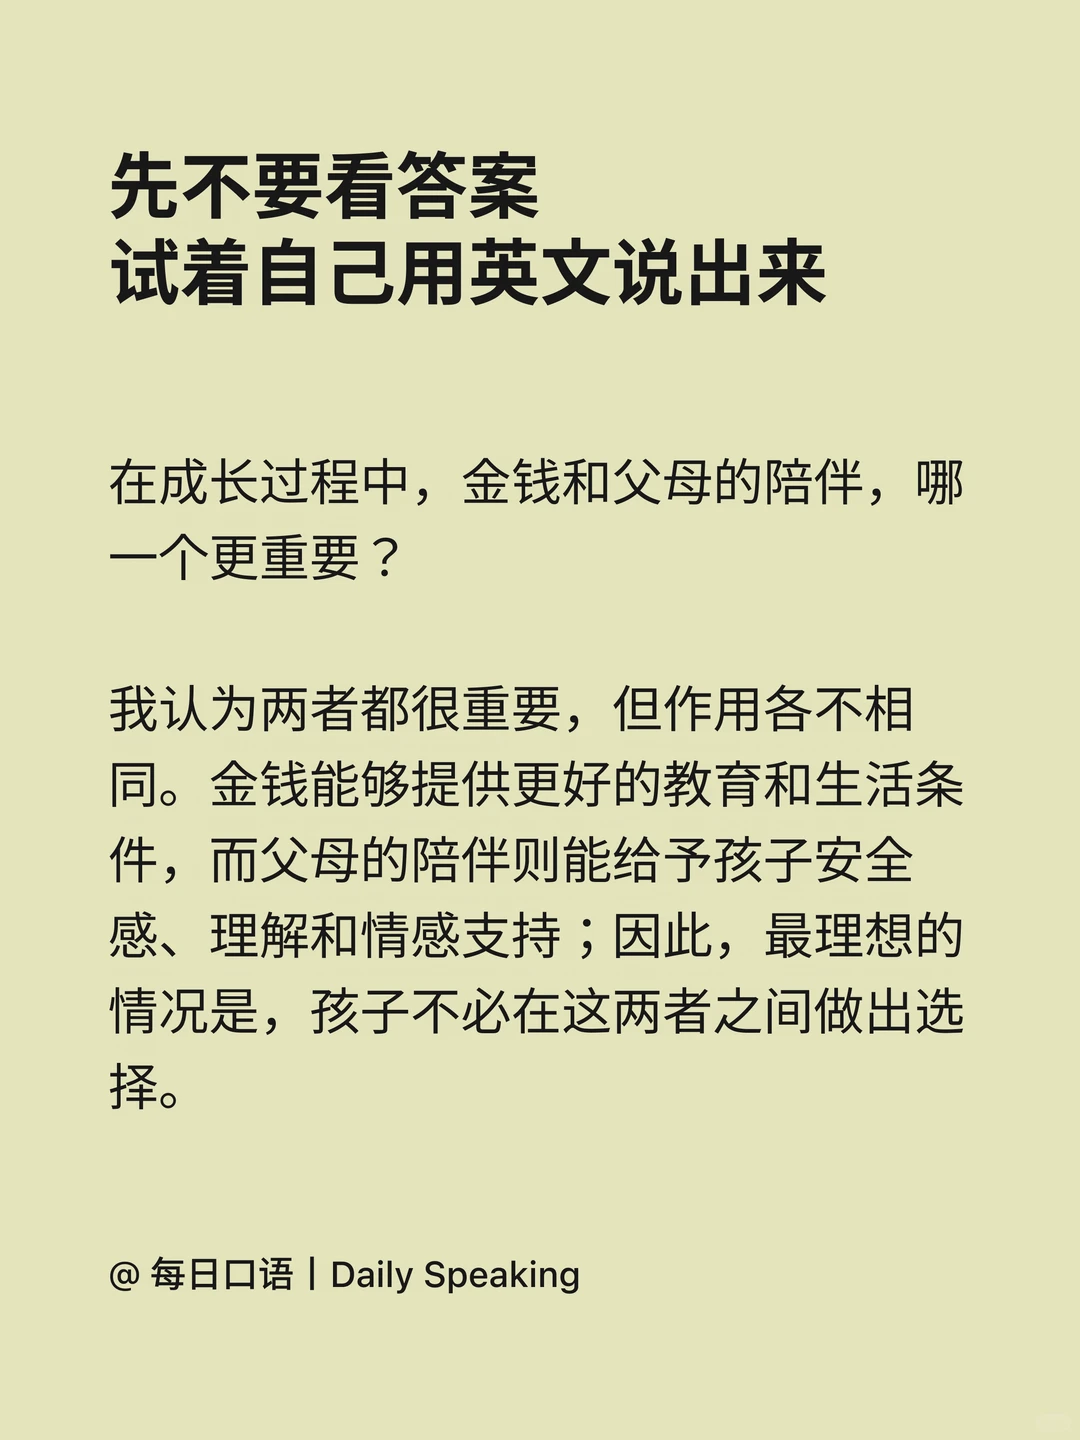 先不要看答案
试着自己用英文说出来
在成长过程中，金钱和父母的陪伴，哪
一个更重要？
我认为两者都很重要，但作用各不相
同。金钱能够提供更好的教育和生活条
件，而父母的陪伴则能给予孩子安全
感、理解和情感支持；因此，最理想的
情况是，孩子不必在这两者之间做出选
择。
@ 每日口语丨Daily Speaking